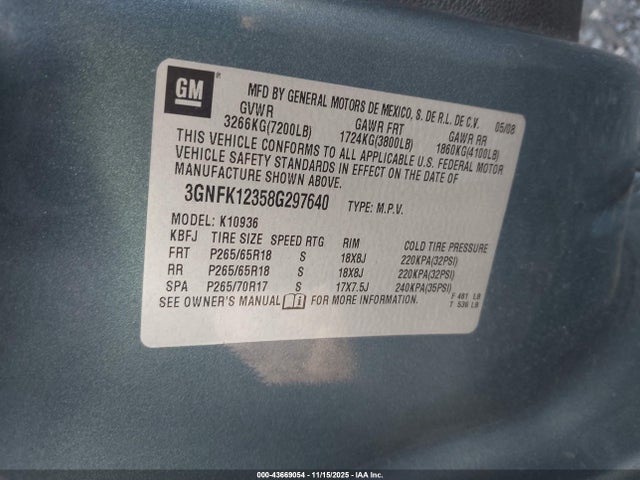 GM ®
MFD BY GENERAL MOTORS DE MEXICO, S. DE R.L. DE C.V. 05/08
GVWR GAWR FRT GAWR RR
3266KG(7200LB) 1724KG(3800LB) 1860KG(4100LB)
THIS VEHICLE CONFORMS TO ALL APPLICABLE U.S. FEDERAL MOTOR
VEHICLE SAFETY STANDARDS IN EFFECT ON THE DATE OF
MANUFACTURE SHOWN ABOVE.
3GNFK12358G297640 TYPE: M.P.V.
MODEL: K10936
KBFJ TIRE SIZE SPEED RTG RIM COLD TIRE PRESSURE
FRT P265/65R18 S 18X8J 220KPA(32PSI)
RR P265/65R18 S 18X8J 220KPA(32PSI)
SPA P265/70R17 S 17X7.5J 240KPA(35PSI)
SEE OWNER'S MANUAL i FOR MORE INFORMATION.
F 481 LB
T 536 LB
000-43669054 - 11/15/2025 - IAA Inc.